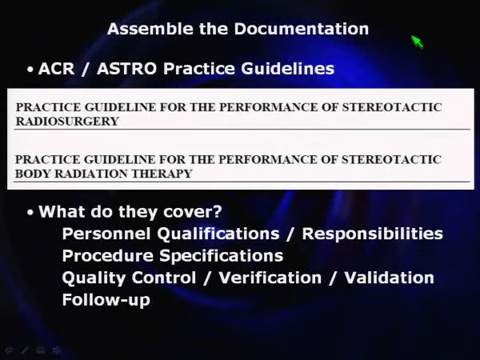 Assemble the Documentation
• ACR / ASTRO Practice Guidelines
PRACTICE GUIDELINE FOR THE PERFORMANCE OF STEREOTACTIC
RADIOSURGERY
PRACTICE GUIDELINE FOR THE PERFORMANCE OF STEREOTACTIC
BODY RADIATION THERAPY
• What do they cover?
Personnel Qualifications / Responsibilities
Procedure Specifications
Quality Control / Verification / Validation
Follow-up